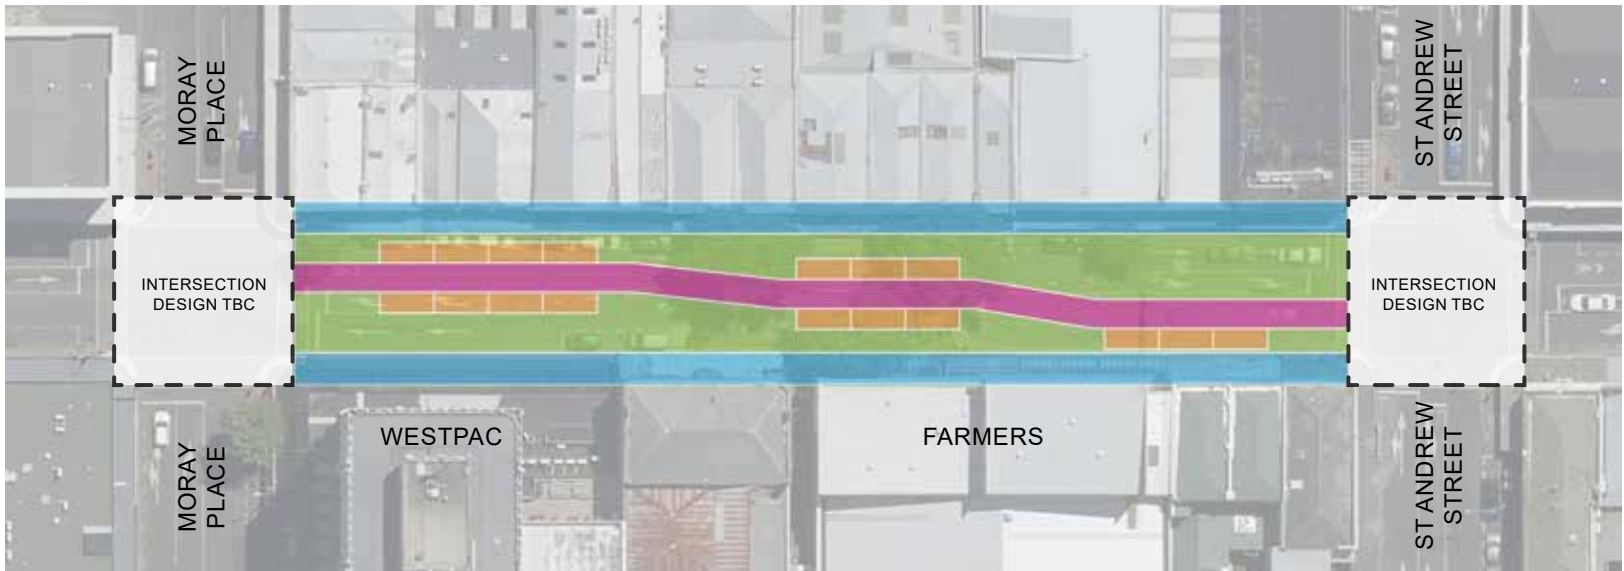 MORAY
PLACE
ST ANDREW
STREET
INTERSECTION
DESIGN TBC
INTERSECTION
DESIGN TBC
WESTPAC
FARMERS
MORAY
PLACE
ST ANDREW
STREET